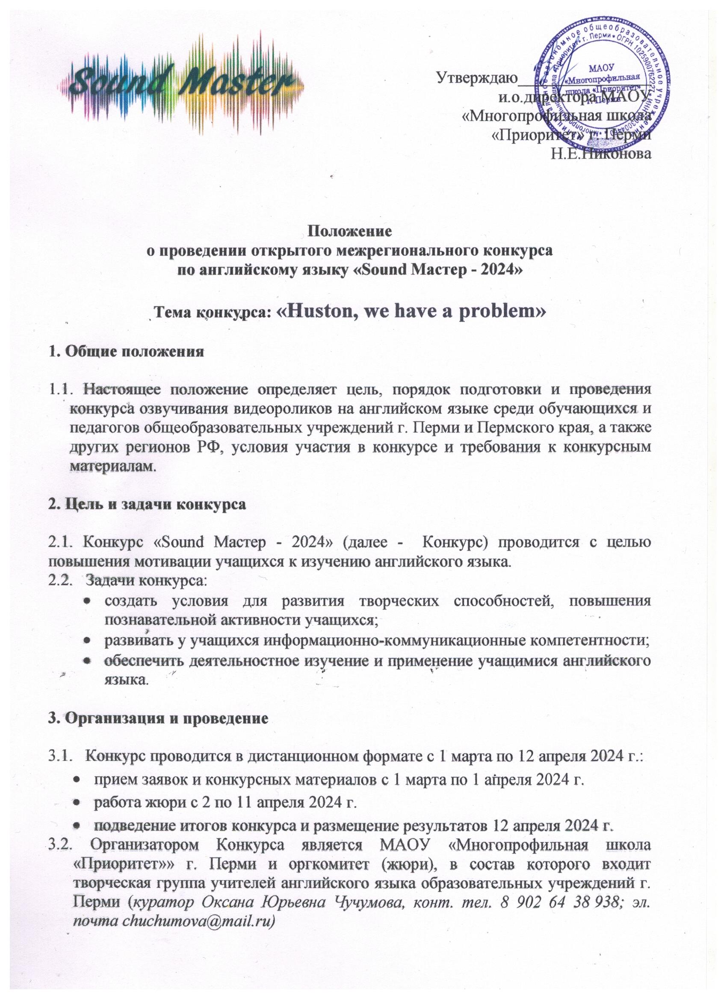 Sound Master
Утверждаю
и.о.директора МАОУ
«Многопрофильная школа
«Приоритет» г. Перми
Н.Е.Никонова
МАОУ
«Многопрофильная
школа «Приоритет»
г. Перми
Положение
о проведении открытого межрегионального конкурса
по английскому языку «Sound Мастер - 2024»
Тема конкурса: «Huston, we have a problem»
1. Общие положения
1.1. Настоящее положение определяет цель, порядок подготовки и проведения
конкурса озвучивания видеороликов на английском языке среди обучающихся и
педагогов общеобразовательных учреждений г. Перми и Пермского края, а также
других регионов РФ, условия участия в конкурсе и требования к конкурсным
материалам.
2. Цель и задачи конкурса
2.1. Конкурс «Sound Мастер - 2024» (далее - Конкурс) проводится с целью
повышения мотивации учащихся к изучению английского языка.
2.2. Задачи конкурса:
• создать условия для развития творческих способностей, повышения
познавательной активности учащихся;
• развивать у учащихся информационно-коммуникационные компетентности;
• обеспечить деятельностное изучение и применение учащимися английского
языка.
3. Организация и проведение
3.1. Конкурс проводится в дистанционном формате с 1 марта по 12 апреля 2024 г.:
• прием заявок и конкурсных материалов с 1 марта по 1 апреля 2024 г.
• работа жюри с 2 по 11 апреля 2024 г.
• подведение итогов конкурса и размещение результатов 12 апреля 2024 г.
3.2. Организатором Конкурса является МАОУ «Многопрофильная школа
«Приоритет»» г. Перми и оргкомитет (жюри), в состав которого входит
творческая группа учителей английского языка образовательных учреждений г.
Перми (куратор Оксана Юрьевна Чучумова, конт. тел. 8 902 64 38 938; эл.
почта chuchumova@mail.ru)